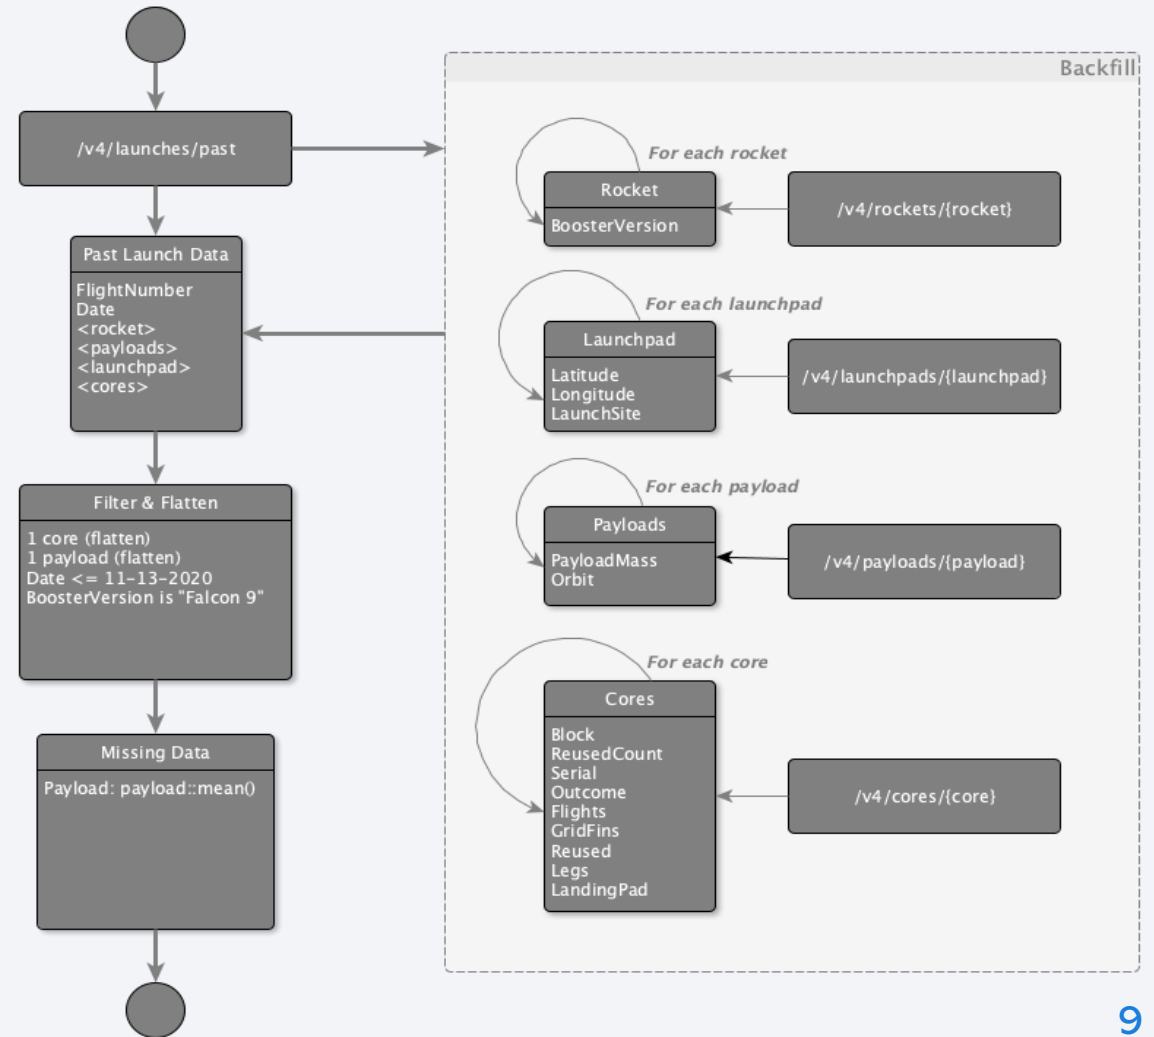 /v4/launches/past
Past Launch Data
FlightNumber
Date
<rocket>
<payloads>
<launchpad>
<cores>
Filter & Flatten
1 core (flatten)
1 payload (flatten)
Date <= 11-13-2020
BoosterVersion is "Falcon 9"
Missing Data
Payload: payload::mean()
Backfill
For each rocket
Rocket
BoosterVersion
/v4/rockets/{rocket}
For each launchpad
Launchpad
Latitude
Longitude
LaunchSite
/v4/launchpads/{launchpad}
For each payload
Payloads
PayloadMass
Orbit
/v4/payloads/{payload}
For each core
Cores
Block
ReusedCount
Serial
Outcome
Flights
GridFins
Reused
Legs
LandingPad
/v4/cores/{core}
9